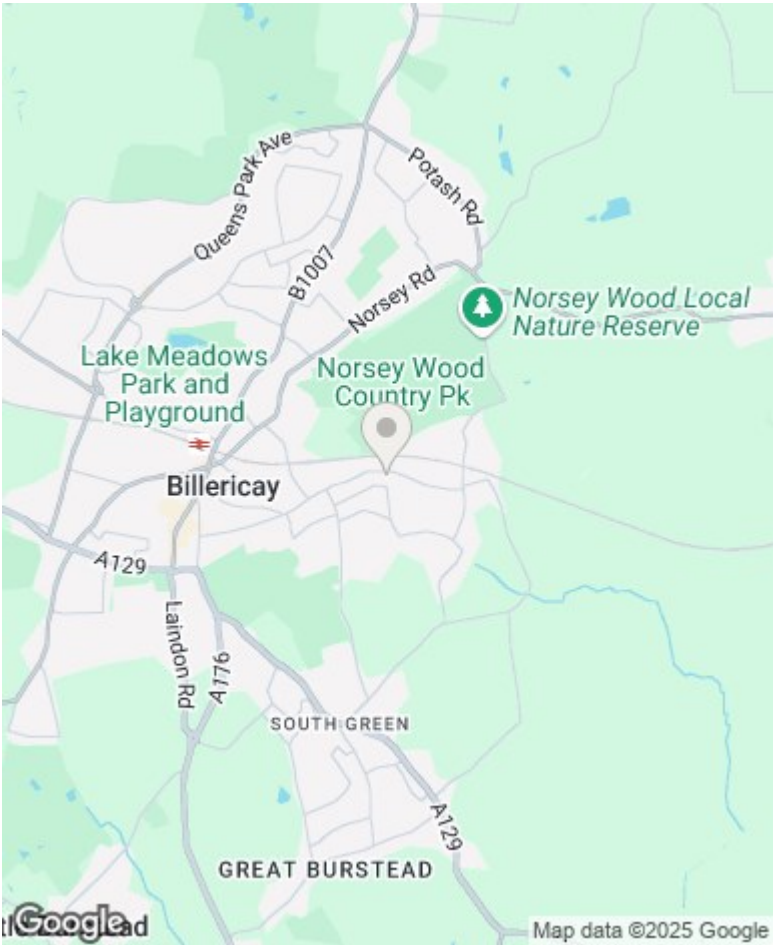 Queens Park Ave
Potash Rd
B1007
Norsey Rd
Norsey Wood Local
Nature Reserve
Lake Meadows
Park and
Playground
Norsey Wood
Country Pk
Billericay
A129
Laindon Rd
A176
SOUTH GREEN
A129
GREAT BURSTEAD
Google
Map data ©2025 Google